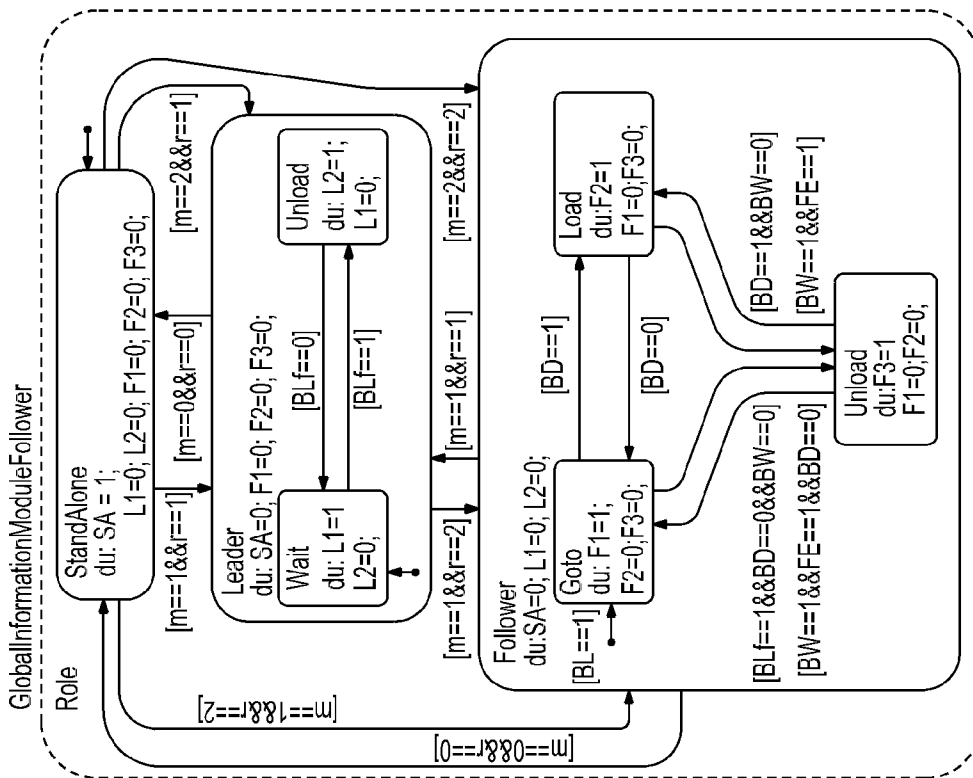 GlobalInformationModuleFollower
Role
StandAlone
du: SA = 1;
L1=0; L2=0; F1=0; F2=0; F3=0;
[m==1&&r==1]
[m==0&&r==0]
[m==2&&r==1]
Leader
du: SA=0; F1=0; F2=0; F3=0;
Wait
du: L1=1
L2=0;
[BLf==0]
[BLf==1]
Unload
du: L2=1;
L1=0;
[m==1&&r==2]
[m==1&&r==1]
[m==2&&r==2]
[m==1&&r==2]
[m==0&&r==0]
Follower
du:SA=0; L1=0; L2=0;
[BL==1]
Goto
du: F1=1;
F2=0;F3=0;
[BD==1]
[BD==0]
Load
du:F2=1
F1=0;F3=0;
[BLf==1&&BD==0&&BW==0]
[BW==1&&FE==1&&BD==0]
[BD==1&&BW==0]
[BW==1&&FE==1]
Unload
du:F3=1
F1=0;F2=0;